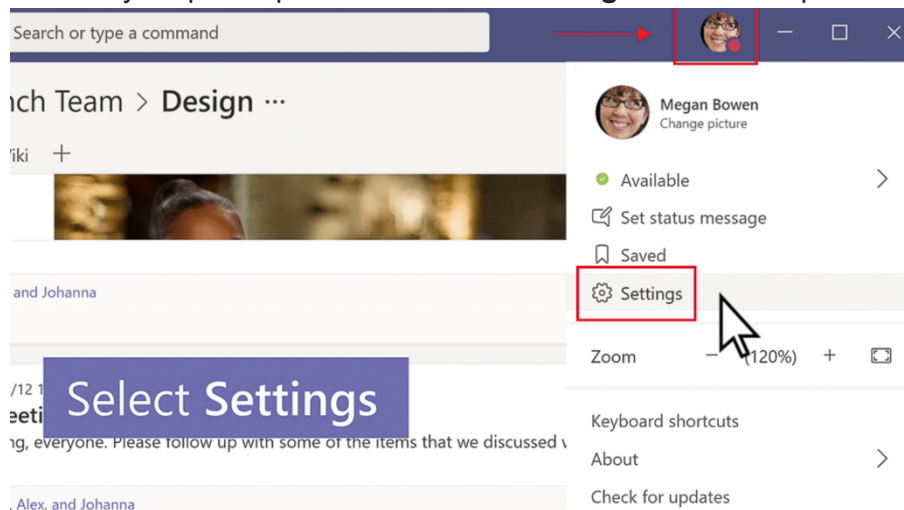 Search or type a command
nch Team > Design ...
iki +
Megan Bowen
Change picture
Available
Set status message
Saved
and Johanna
Settings
Zoom − (120%) +
/12 1
Select Settings
eeti
ng, everyone. Please follow up with some of the items that we discussed
Keyboard shortcuts
About
, Alex, and Johanna
Check for updates